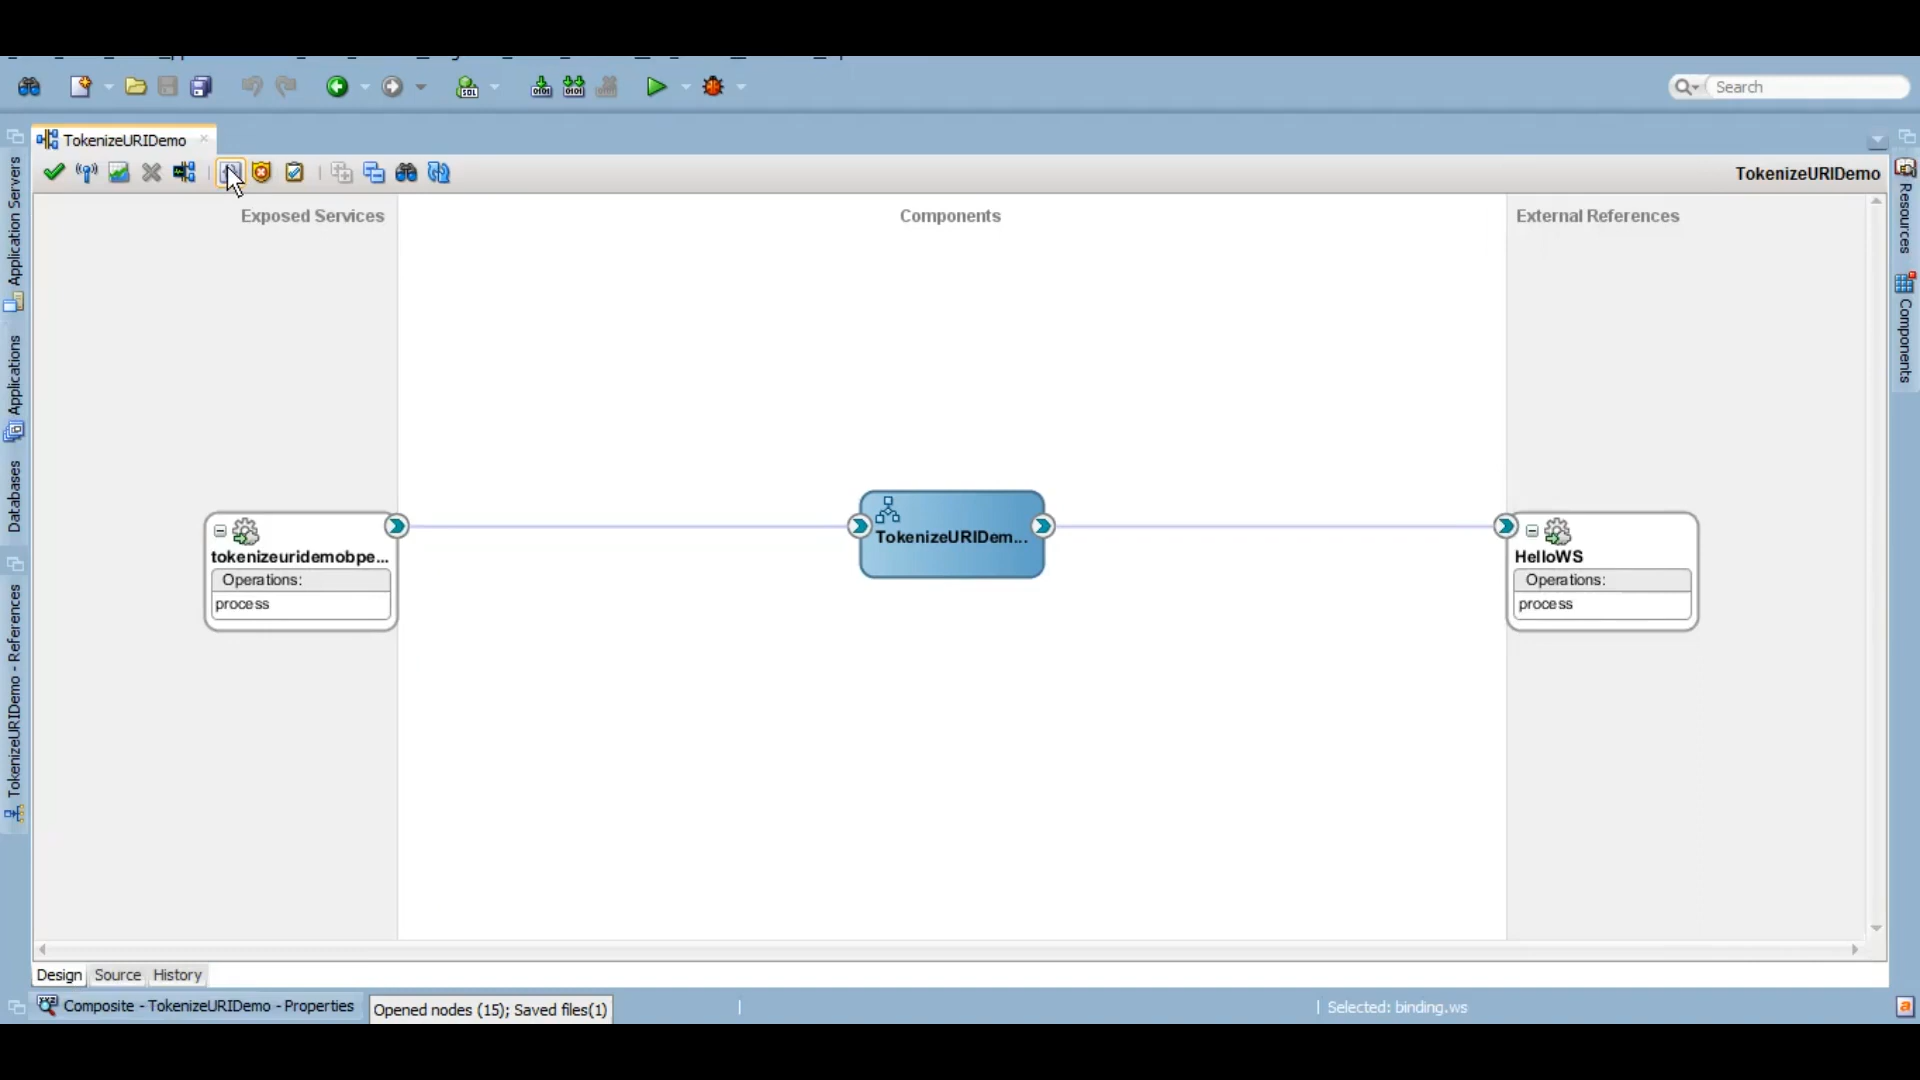 SQL
Search
TokenizeURIDemo
TokenizeURIDemo
Exposed Services
Components
External References
tokenizeuridemobpe...
Operations:
process
TokenizeURIDem...
HelloWS
Operations:
process
Application Servers
Applications
Databases
TokenizeURIDemo - References
Resources
Components
Design
Source
History
Composite - TokenizeURIDemo - Properties
Opened nodes (15); Saved files(1)
Selected: binding.ws